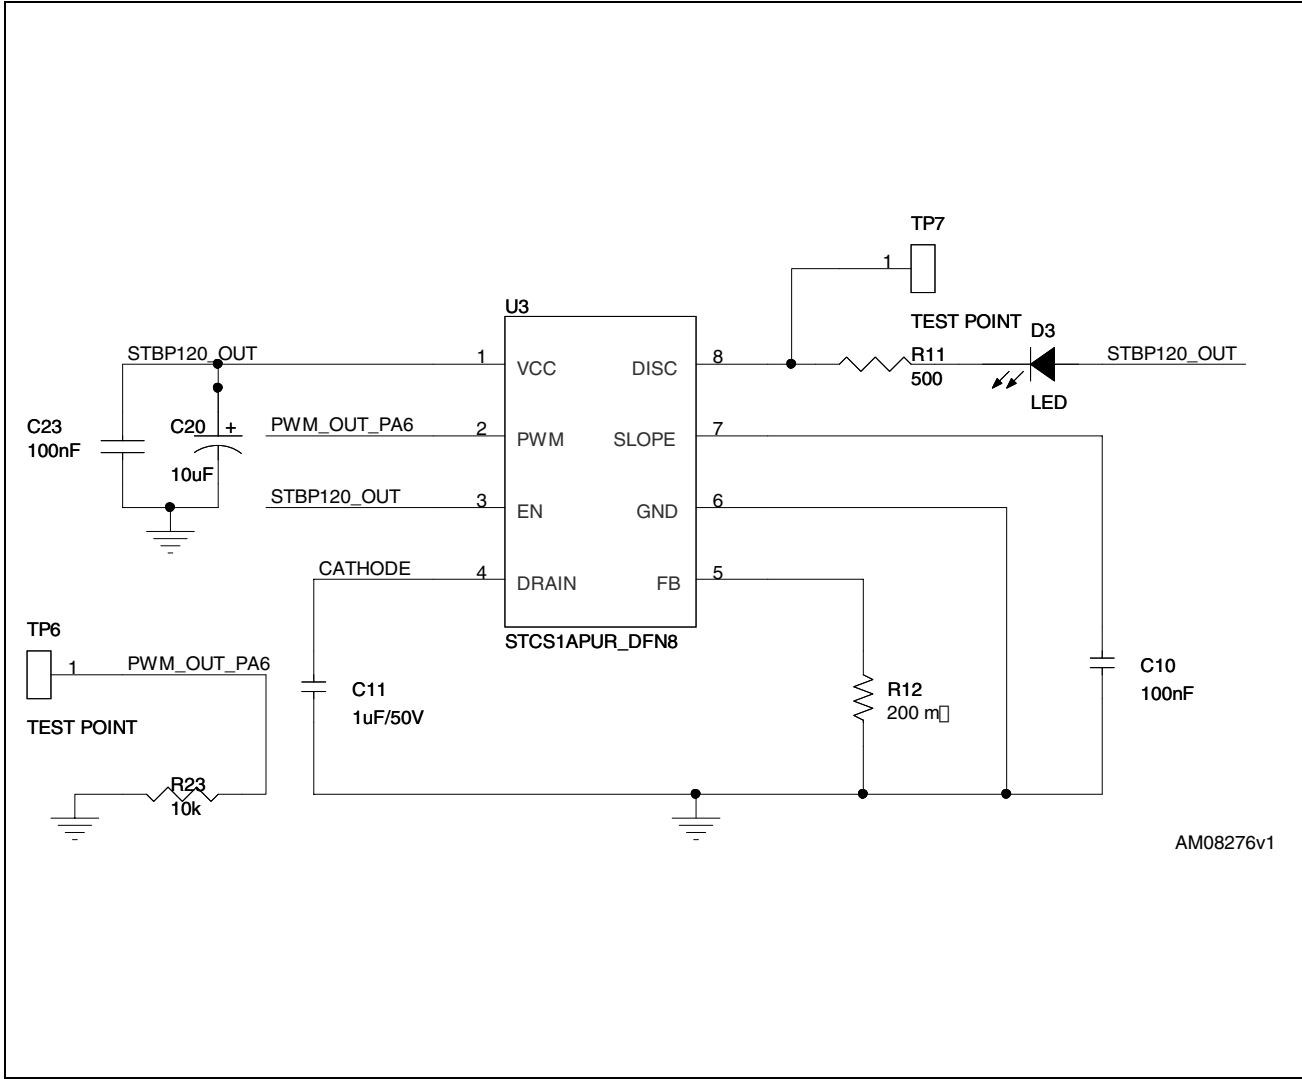 TP7
1
U3
TEST POINT
D3
STBP120_OUT
1
VCC
DISC
8
R11
500
STBP120_OUT
LED
C23
100nF
C20
+
10uF
PWM_OUT_PA6
2
PWM
SLOPE
7
STBP120_OUT
3
EN
GND
6
CATHODE
4
DRAIN
FB
5
STCS1APUR_DFN8
TP6
1
PWM_OUT_PA6
TEST POINT
C11
1uF/50V
R12
200 m
C10
100nF
R23
10k
AM08276v1